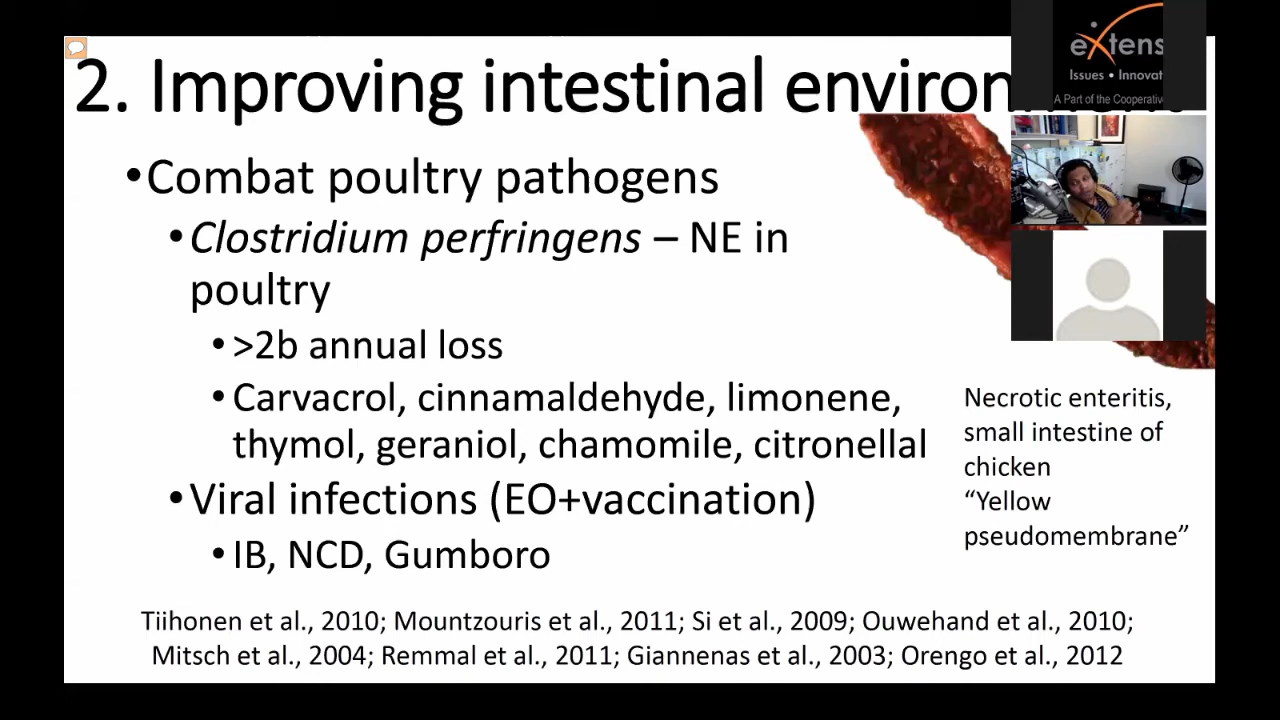 2. Improving intestinal environment
•Combat poultry pathogens
•Clostridium perfringens – NE in
poultry
•>2b annual loss
•Carvacrol, cinnamaldehyde, limonene,
thymol, geraniol, chamomile, citronellal
•Viral infections (EO+vaccination)
•IB, NCD, Gumboro
Necrotic enteritis,
small intestine of
chicken
“Yellow
pseudomembrane”
Tiihonen et al., 2010; Mountzouris et al., 2011; Si et al., 2009; Ouwehand et al., 2010;
Mitsch et al., 2004; Remmal et al., 2011; Giannenas et al., 2003; Orengo et al., 2012
eXtens
Issues • Innovat
A Part of the Cooperativ